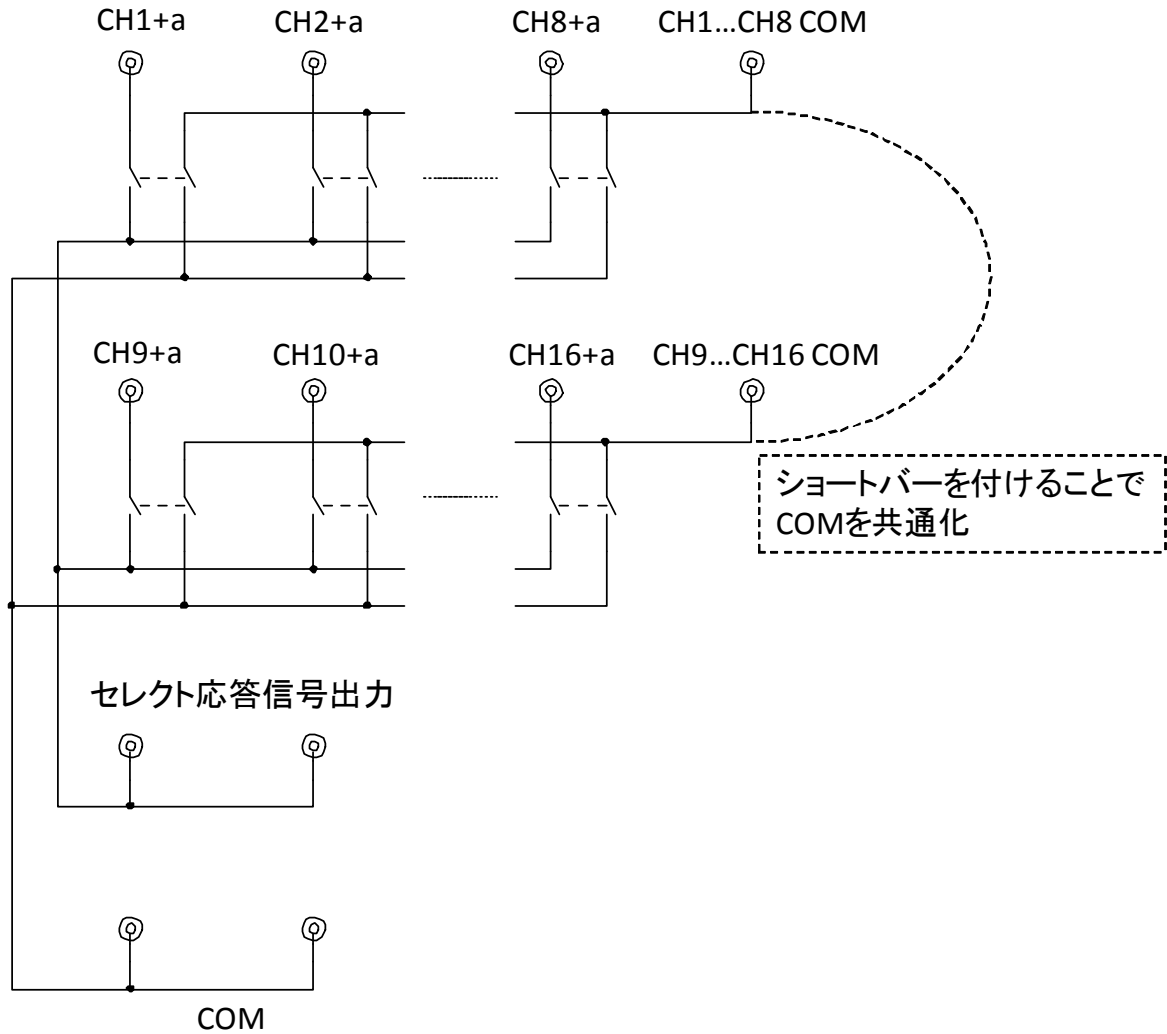 CH1+a
CH2+a
CH8+a
CH1...CH8 COM
CH9+a
CH10+a
CH16+a
CH9...CH16 COM
ショートバーを付けることで
COMを共通化
セレクト応答信号出力
COM